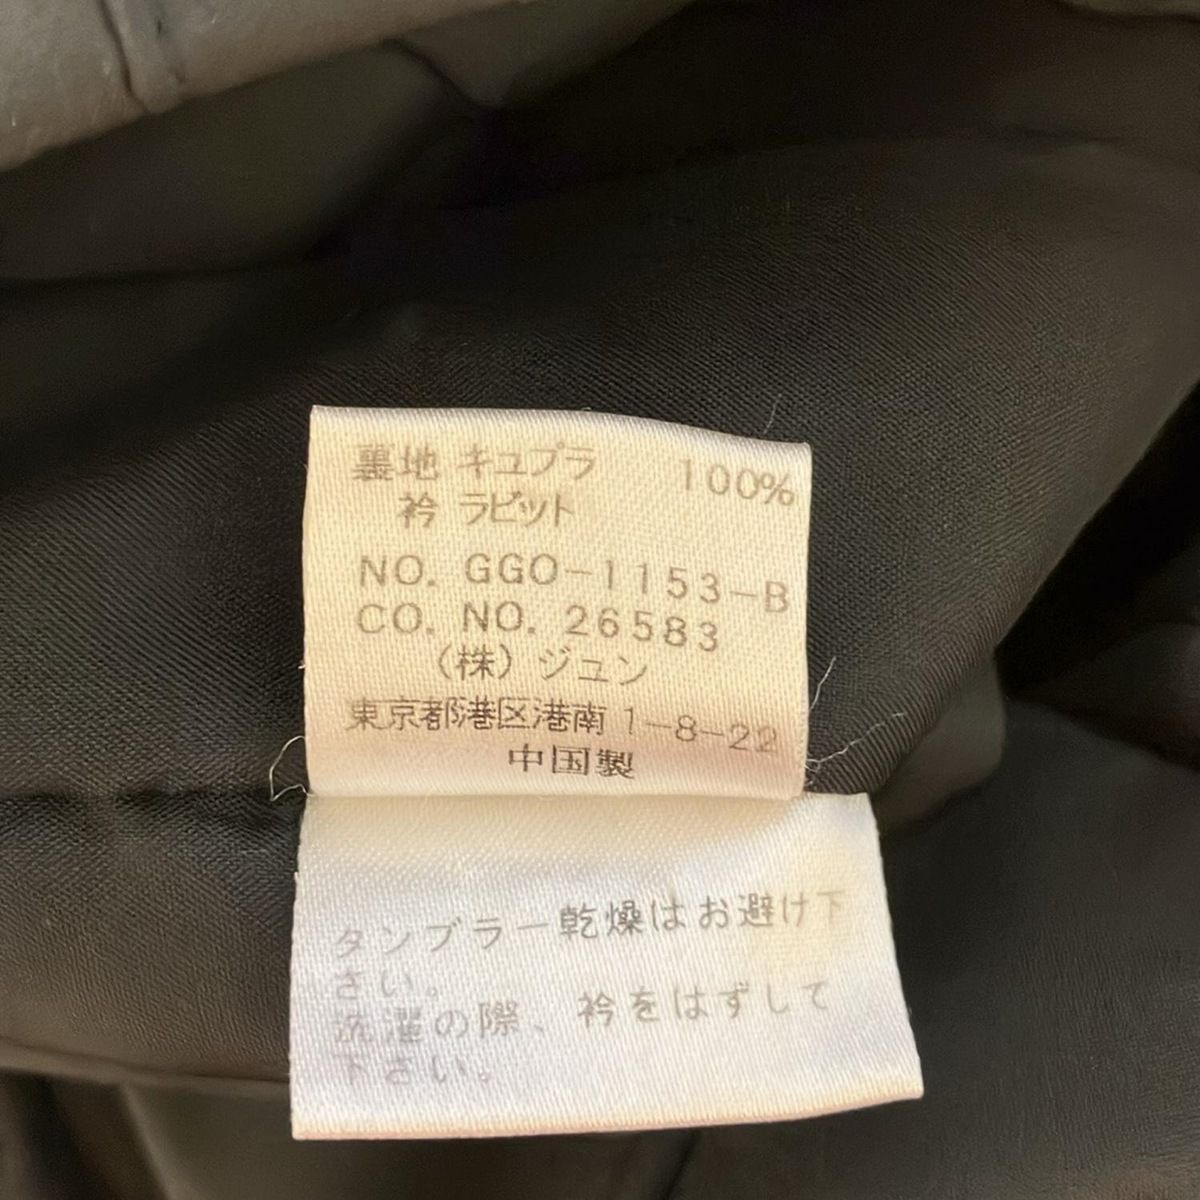 裏地 キュプラ 100%
衿 ラビット
NO. GGO-1153-B
CO. NO. 26583
(株) ジュン
東京都港区港南 1-8-22
中国製
タンブラー乾燥はお避け下
さい。
洗濯の際、衿をはずして
下さい。